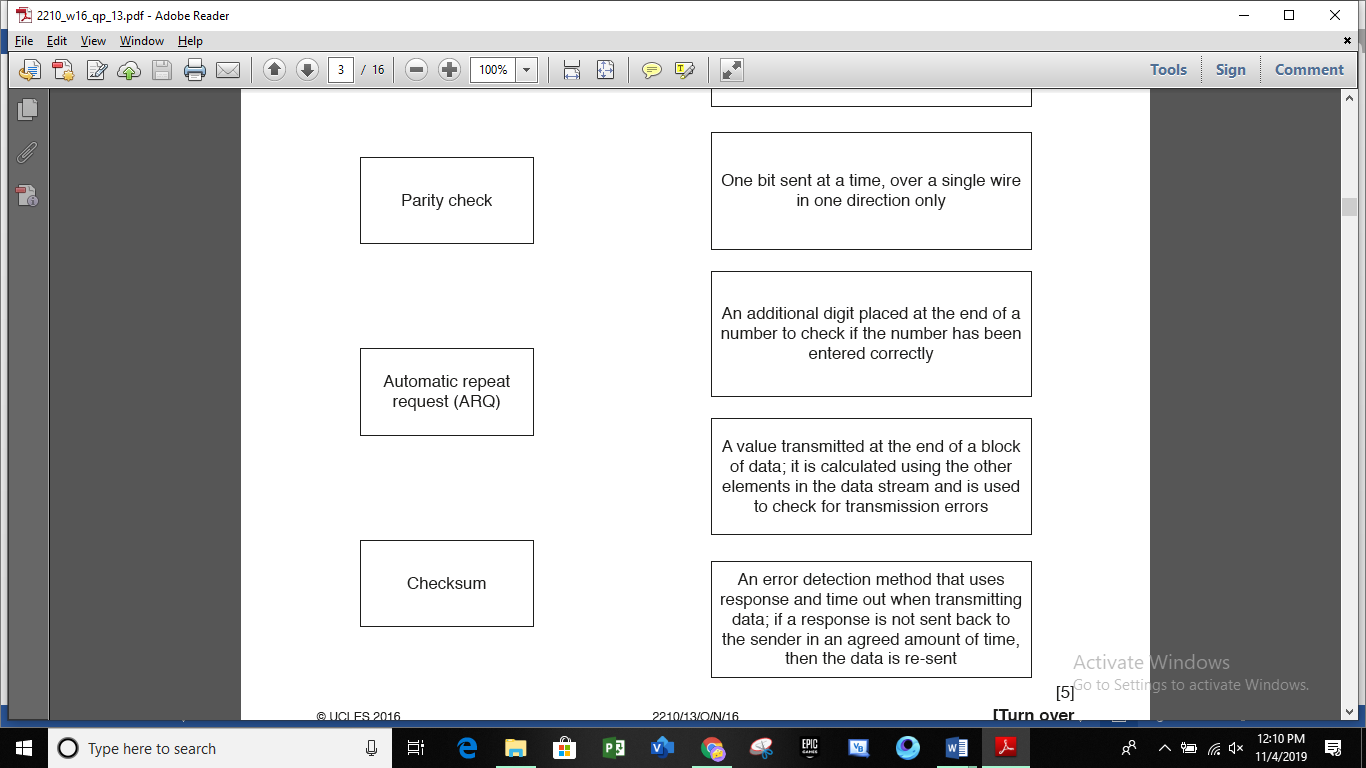 2210_w16_qp_13.pdf - Adobe Reader
File Edit View Window Help
3 / 16 100% Tools Sign Comment
Parity check
One bit sent at a time, over a single wire
in one direction only
An additional digit placed at the end of a
number to check if the number has been
entered correctly
Automatic repeat
request (ARQ)
A value transmitted at the end of a block
of data; it is calculated using the other
elements in the data stream and is used
to check for transmission errors
Checksum
An error detection method that uses
response and time out when transmitting
data; if a response is not sent back to
the sender in an agreed amount of time,
then the data is re-sent
Activate Windows
Go to Settings to activate Windows.
[5]
© UCLES 2016 2210/13/O/N/16 [Turn over
Type here to search
12:10 PM
11/4/2019